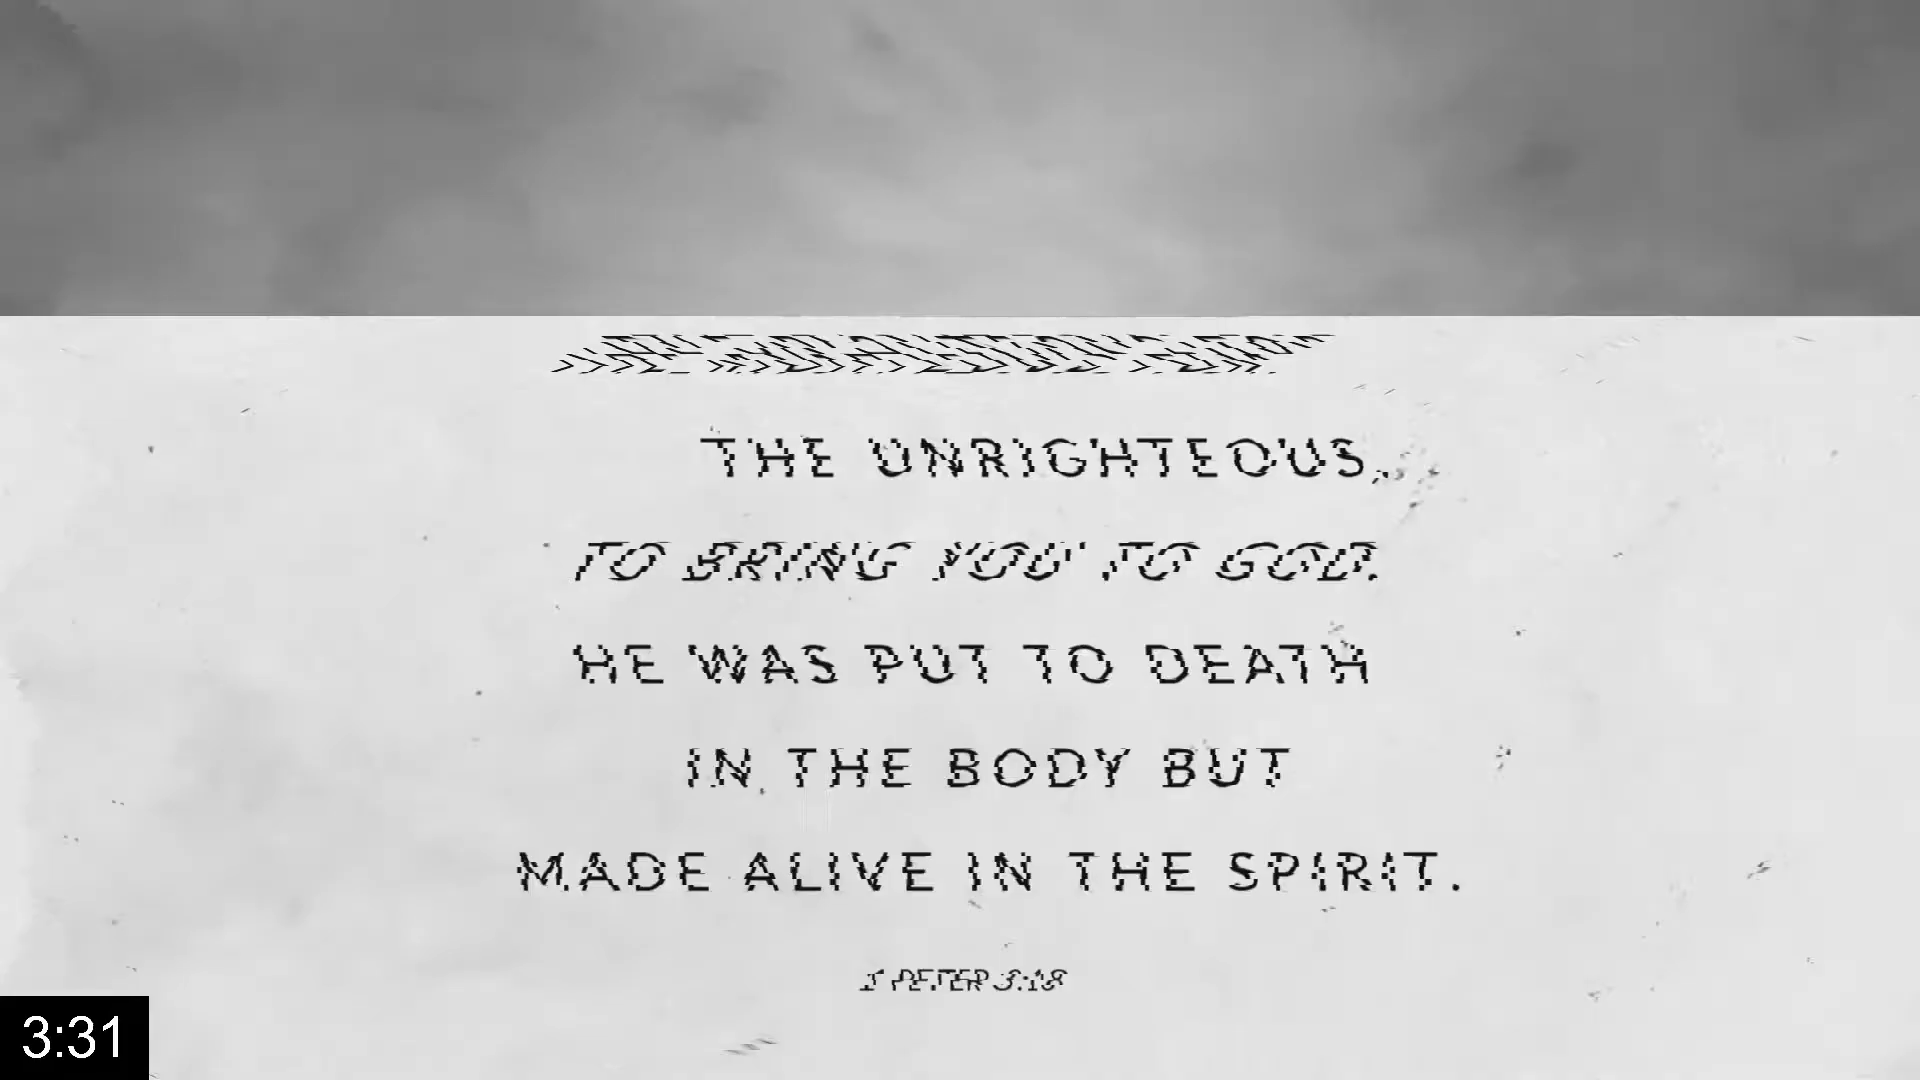 THE UNRIGHTEOUS,
TO BRING YOU TO GOD.
HE WAS PUT TO DEATH
IN THE BODY BUT
MADE ALIVE IN THE SPIRIT.
1 PETER 3:18
3:31